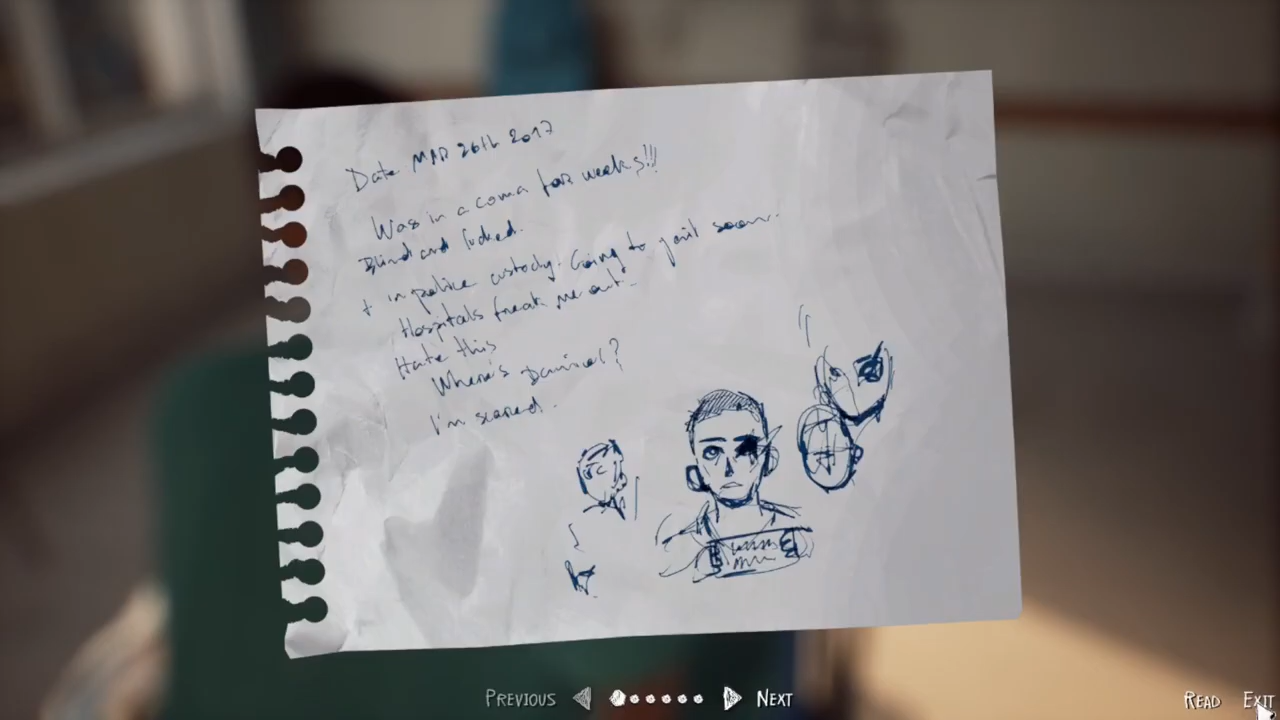 Date MAR 26th 2017
Was in a coma for weeks!!!
Blind and fucked.
+ in police custody. Going to jail soon.
Hospitals freak me out.
Hate this
Where's Daniel?
I'm scared.
PREVIOUS
NEXT
READ
EXIT